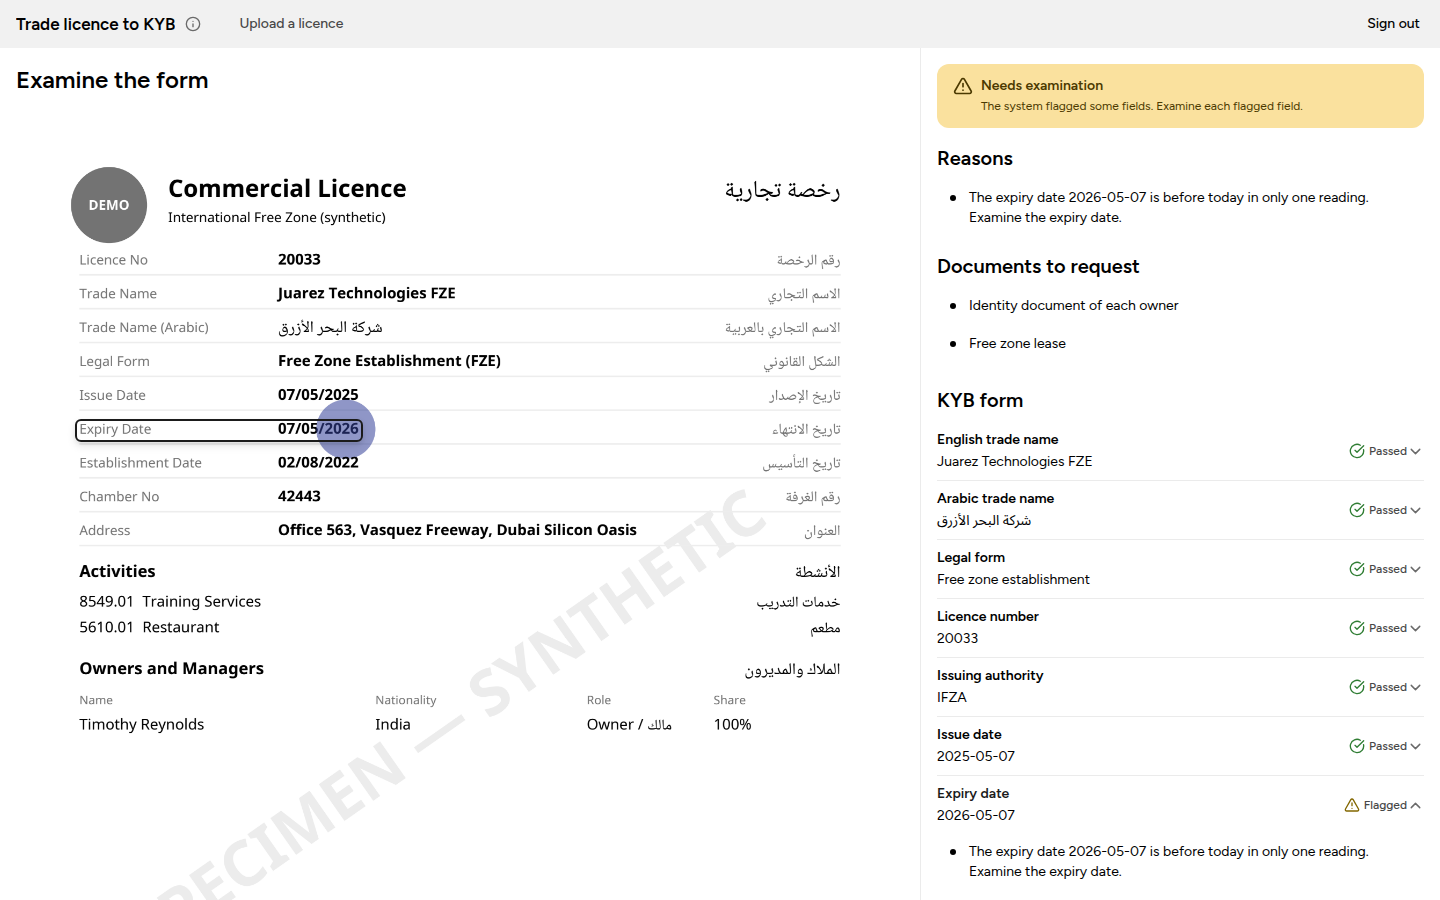 Trade licence to KYB
Upload a licence
Sign out
Examine the form
DEMO
Commercial Licence
رخصة تجارية
International Free Zone (synthetic)
Licence No 20033 رقم الرخصة
Trade Name Juarez Technologies FZE الاسم التجاري
Trade Name (Arabic) شركة البحر الأزرق الاسم التجاري بالعربية
Legal Form Free Zone Establishment (FZE) الشكل القانوني
Issue Date 07/05/2025 تاريخ الإصدار
Expiry Date 07/05/2026 تاريخ الانتهاء
Establishment Date 02/08/2022 تاريخ التأسيس
Chamber No 42443 رقم الغرفة
Address Office 563, Vasquez Freeway, Dubai Silicon Oasis العنوان
Activities الأنشطة
8549.01 Training Services خدمات التدريب
5610.01 Restaurant مطعم
Owners and Managers الملاك والمديرون
Name Nationality Role Share
Timothy Reynolds India Owner / مالك 100%
PECIMEN — SYNTHETIC
Needs examination
The system flagged some fields. Examine each flagged field.
Reasons
The expiry date 2026-05-07 is before today in only one reading.
Examine the expiry date.
Documents to request
Identity document of each owner
Free zone lease
KYB form
English trade name
Juarez Technologies FZE
Passed
Arabic trade name
شركة البحر الأزرق
Passed
Legal form
Free zone establishment
Passed
Licence number
20033
Passed
Issuing authority
IFZA
Passed
Issue date
2025-05-07
Passed
Expiry date
2026-05-07
Flagged
The expiry date 2026-05-07 is before today in only one reading.
Examine the expiry date.